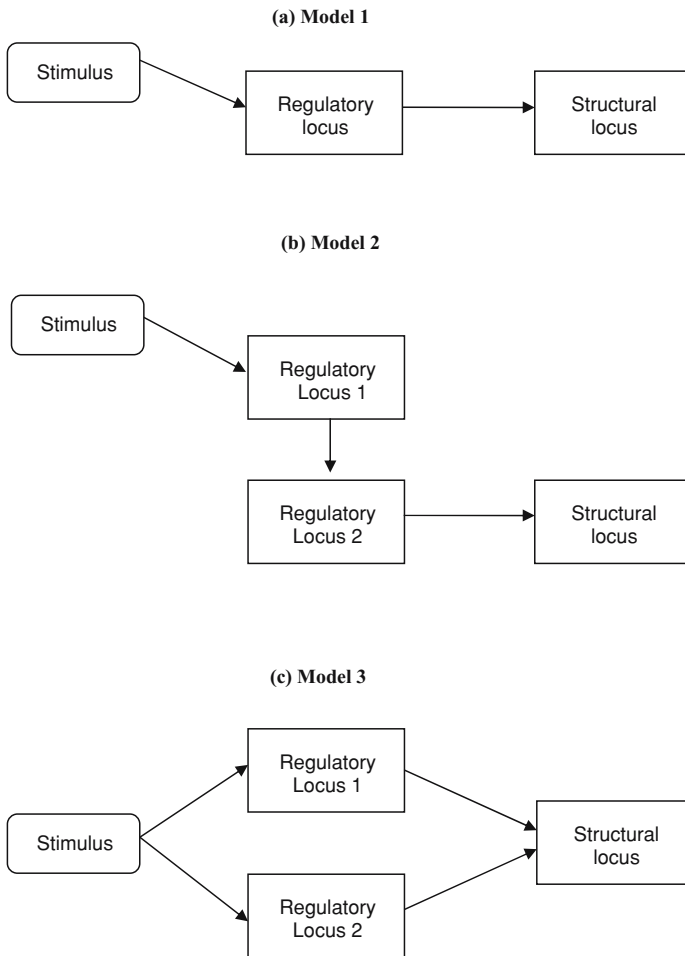 (a) Model 1
Stimulus
Regulatory
locus
Structural
locus
(b) Model 2
Stimulus
Regulatory
Locus 1
Regulatory
Locus 2
Structural
locus
(c) Model 3
Regulatory
Locus 1
Stimulus
Structural
locus
Regulatory
Locus 2